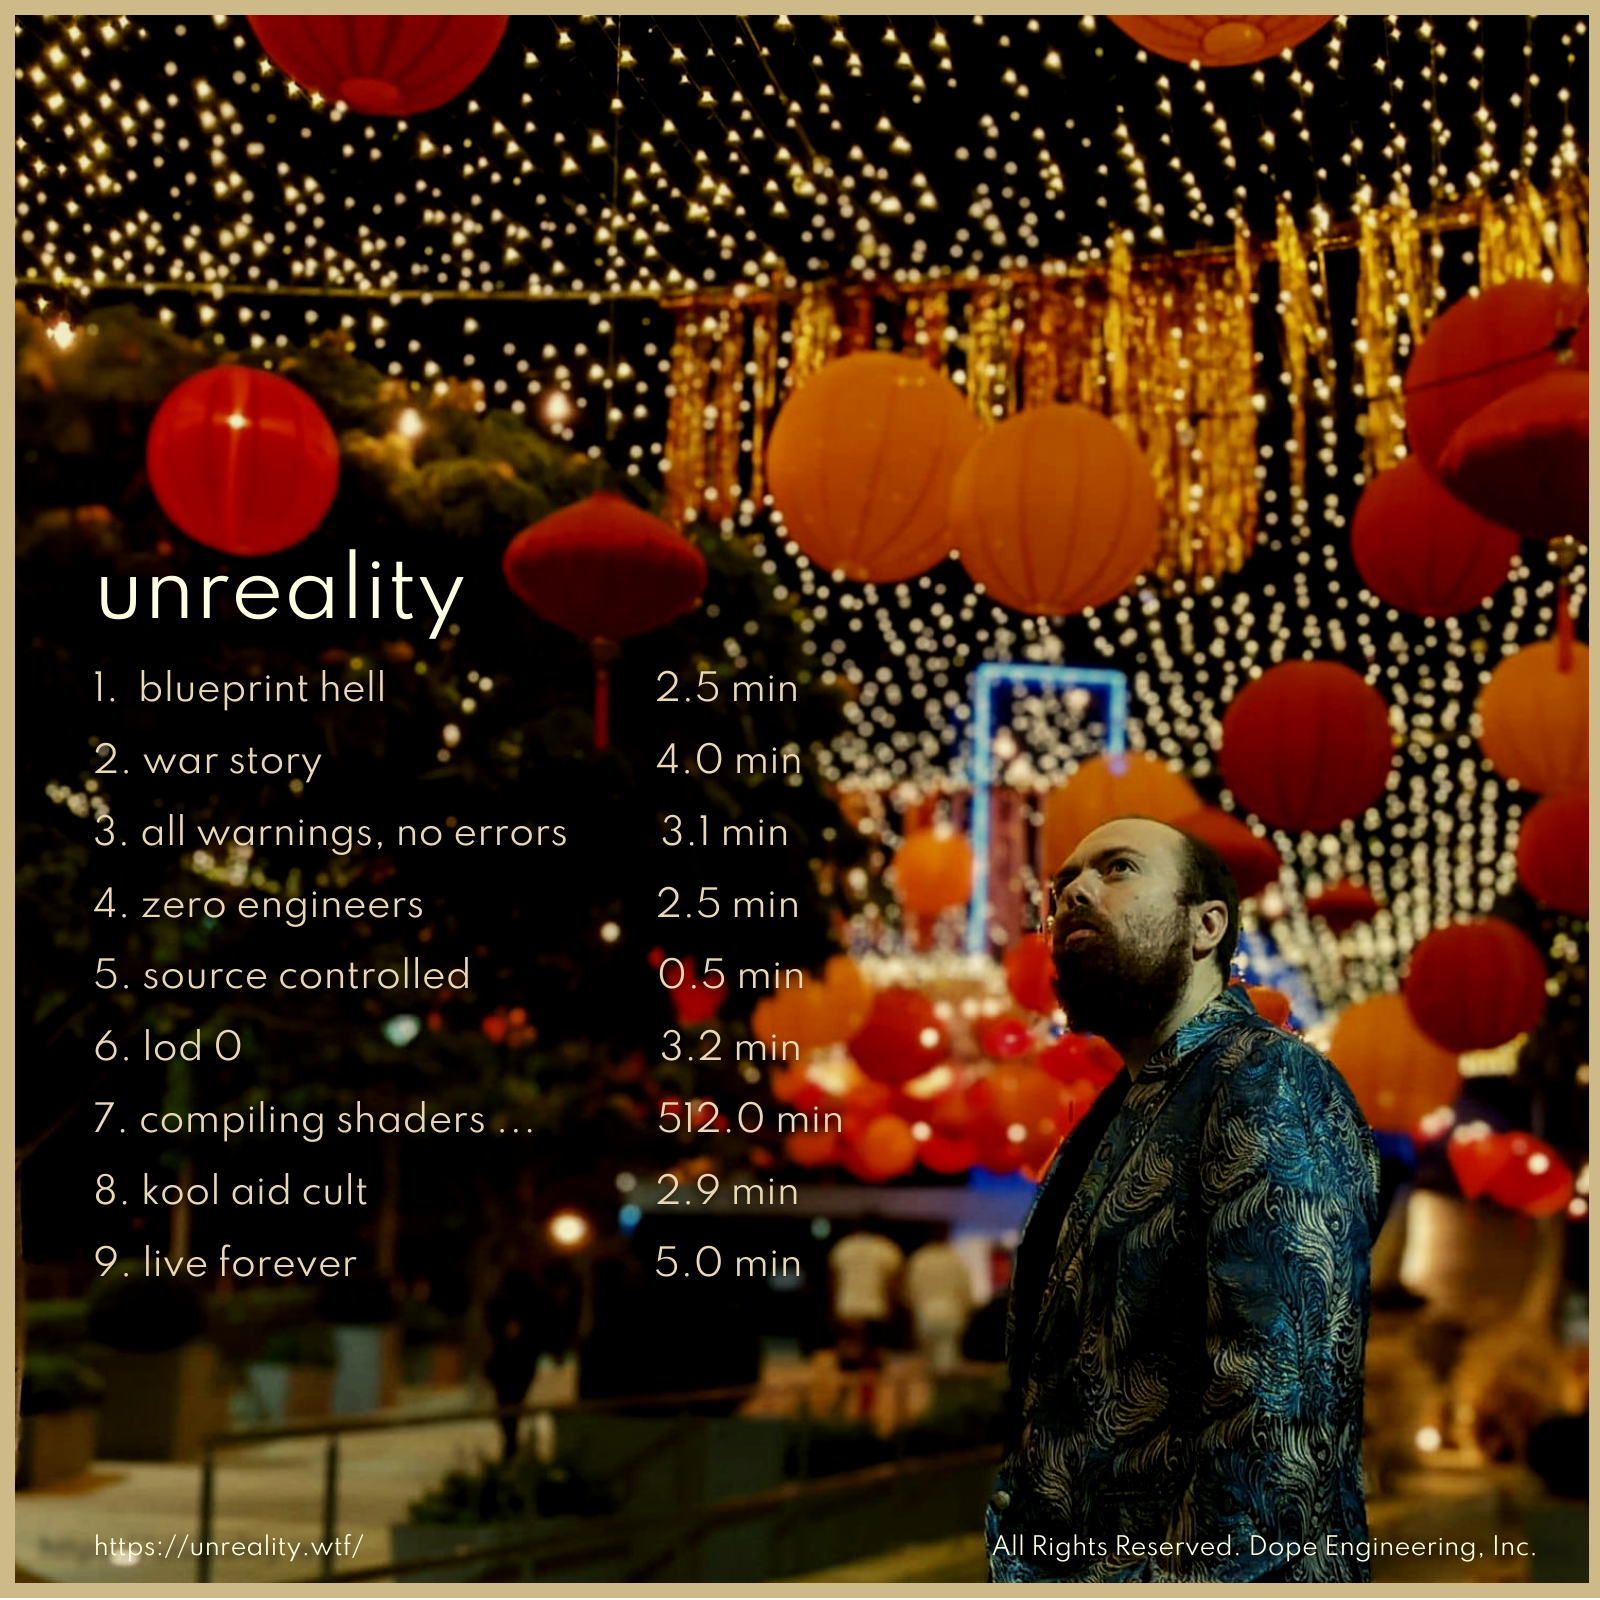 unreality
1. blueprint hell 2.5 min
2. war story 4.0 min
3. all warnings, no errors 3.1 min
4. zero engineers 2.5 min
5. source controlled 0.5 min
6. lod 0 3.2 min
7. compiling shaders ... 512.0 min
8. kool aid cult 2.9 min
9. live forever 5.0 min
https://unreality.wtf/ All Rights Reserved. Dope Engineering, Inc.